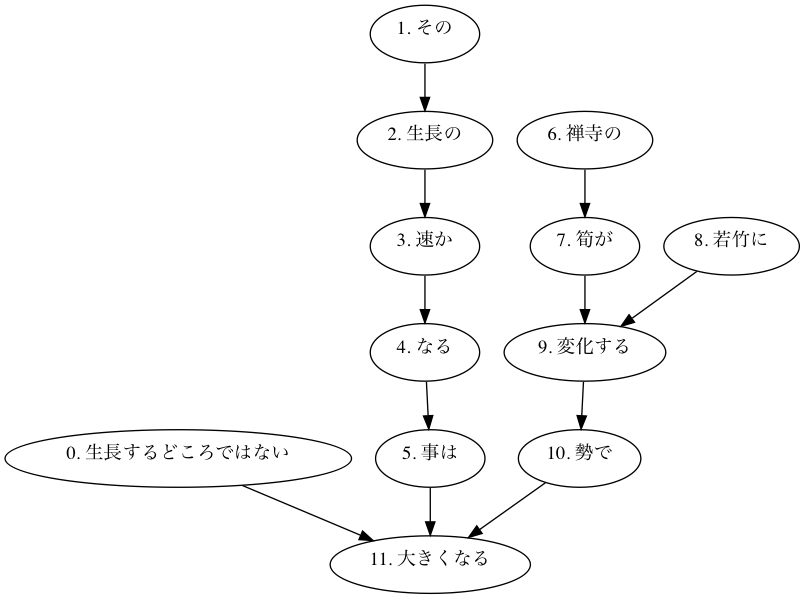 1. その
2. 生長の
6. 禅寺の
3. 速か
7. 筍が
8. 若竹に
4. なる
9. 変化する
0. 生長するどころではない
5. 事は
10. 勢で
11. 大きくなる